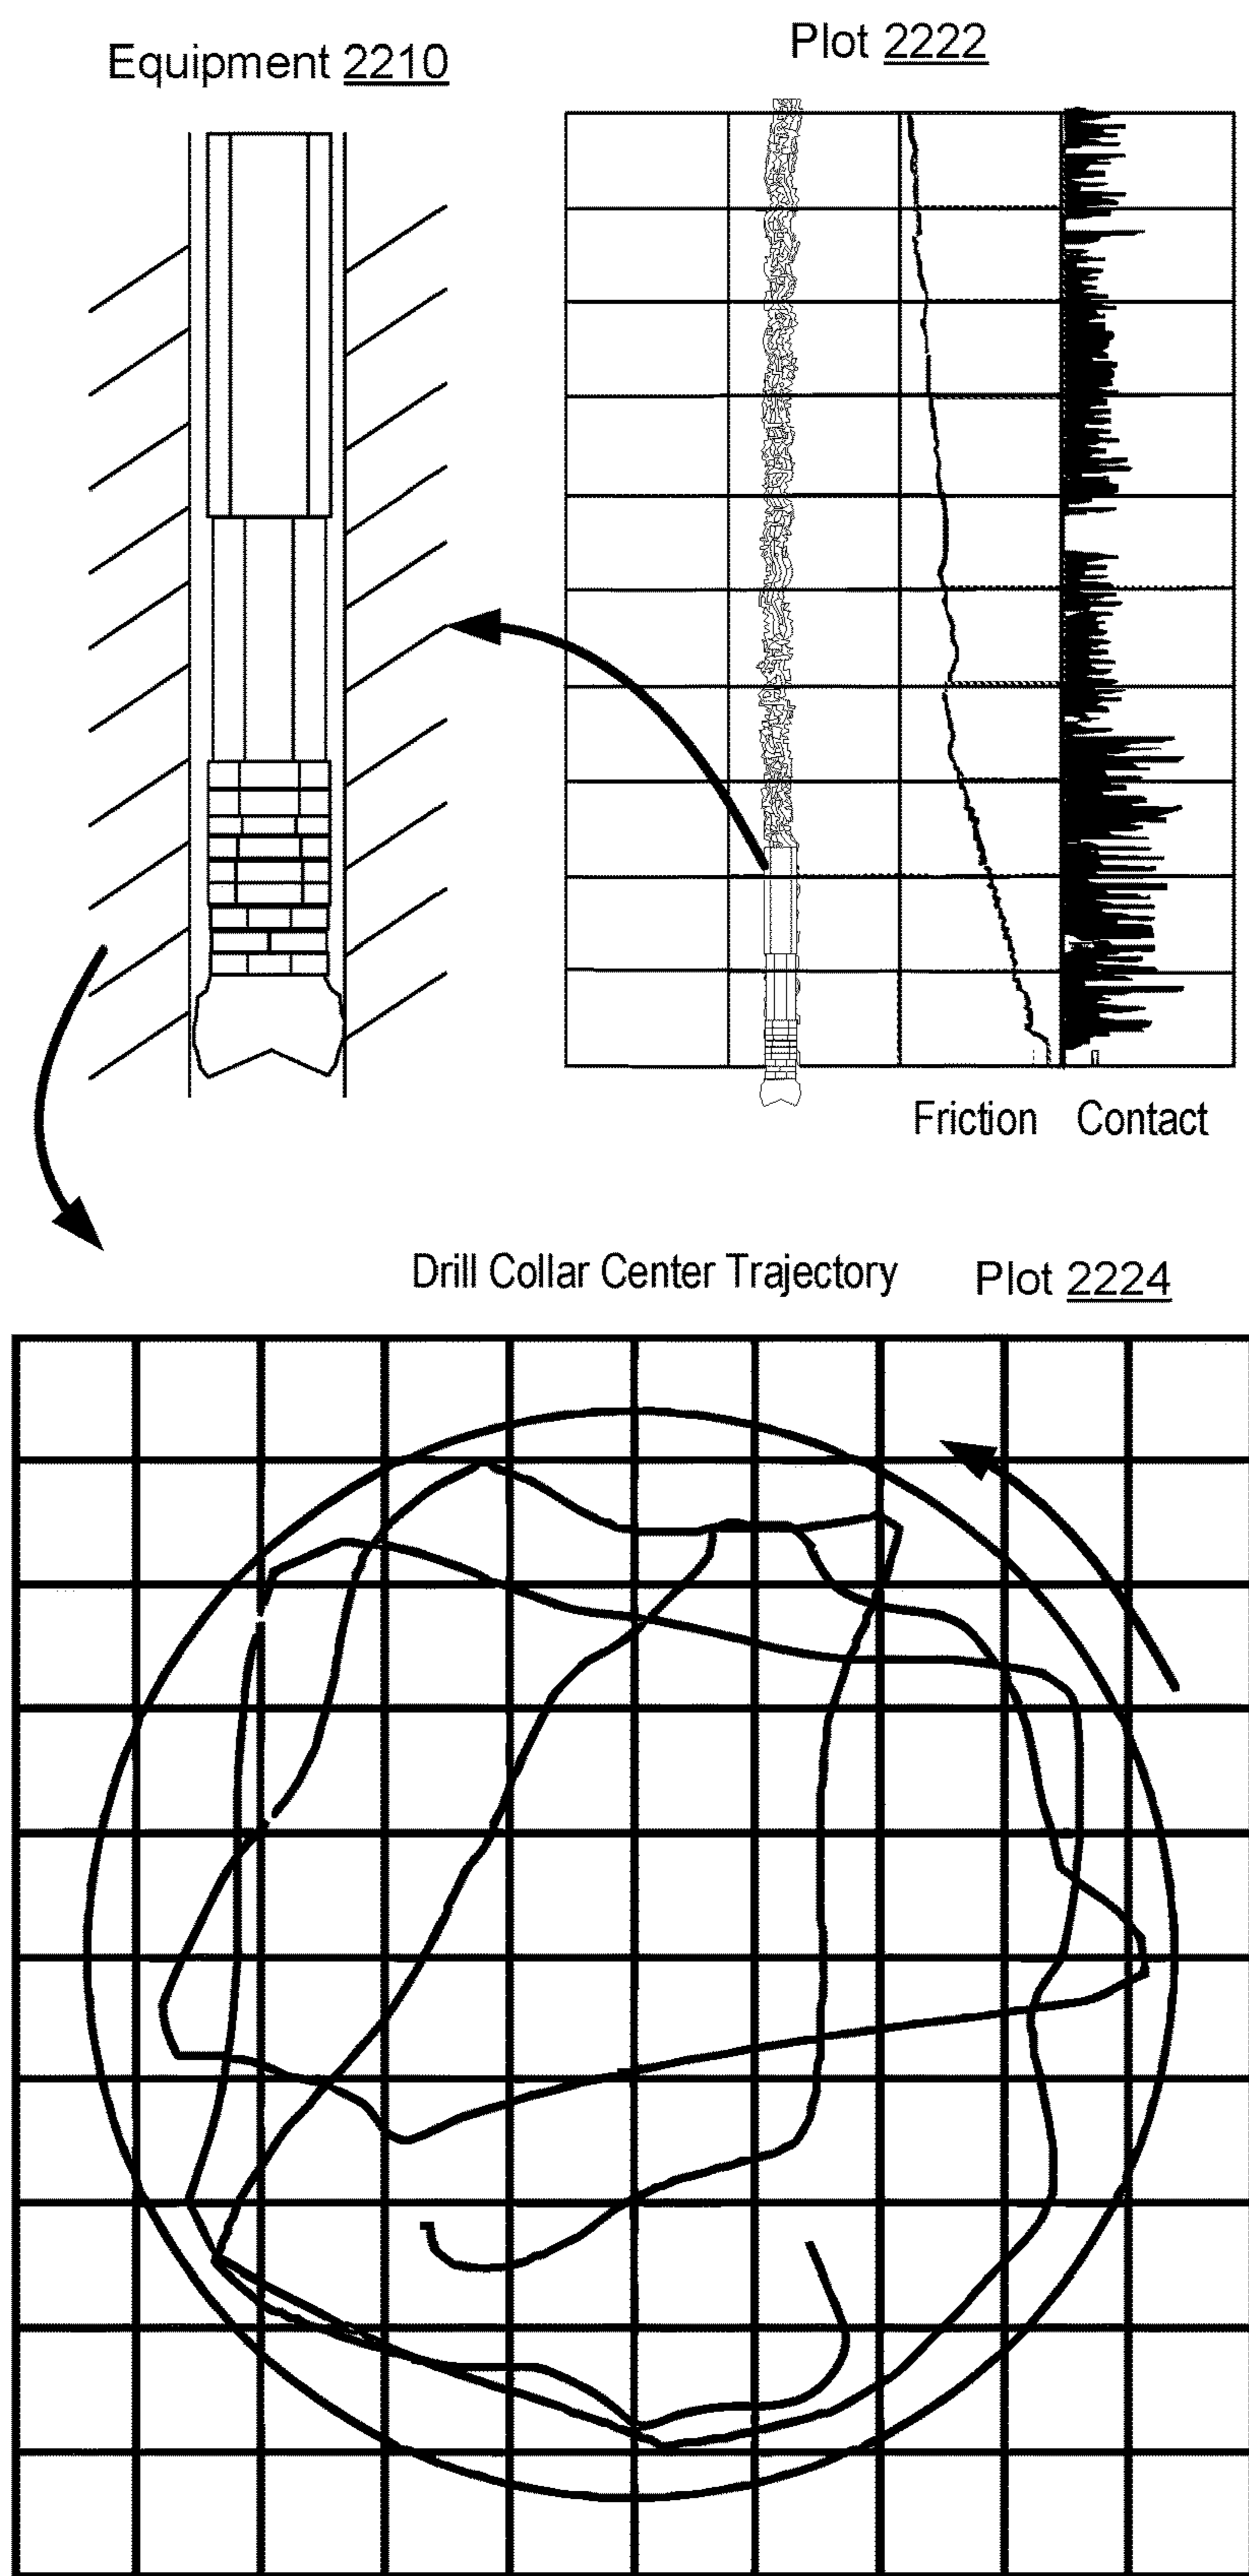 Equipment 2210
Plot 2222
Friction
Contact
Drill Collar Center Trajectory
Plot 2224